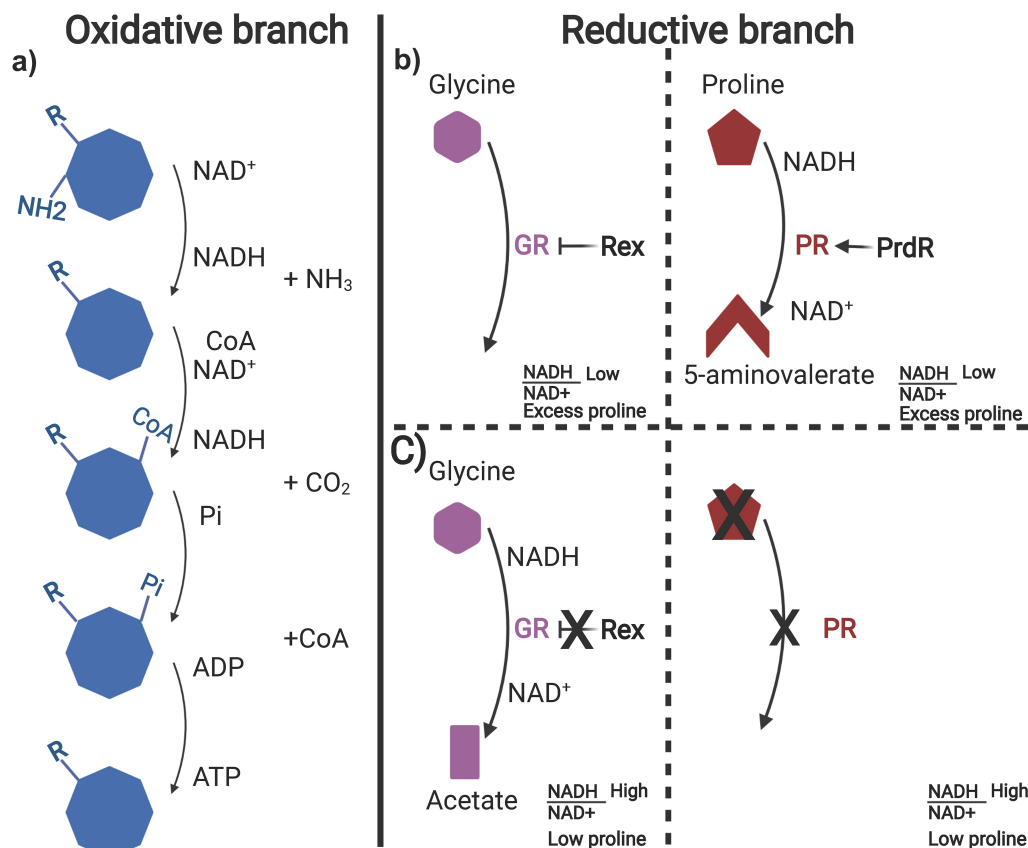 Oxidative branch
Reductive branch
a)
R
NH2
NAD⁺
NADH
+ NH₃
R
CoA
NAD⁺
NADH
+ CO₂
R
CoA
Pi
+CoA
R
Pi
ADP
ATP
R
b)
Glycine
GR
Rex
NADH Low
NAD+
Excess proline
Proline
NADH
PR
PrdR
NAD⁺
5-aminovalerate
NADH Low
NAD+
Excess proline
C)
Glycine
NADH
GR
Rex
NAD⁺
Acetate
NADH High
NAD+
Low proline
PR
NADH High
NAD+
Low proline